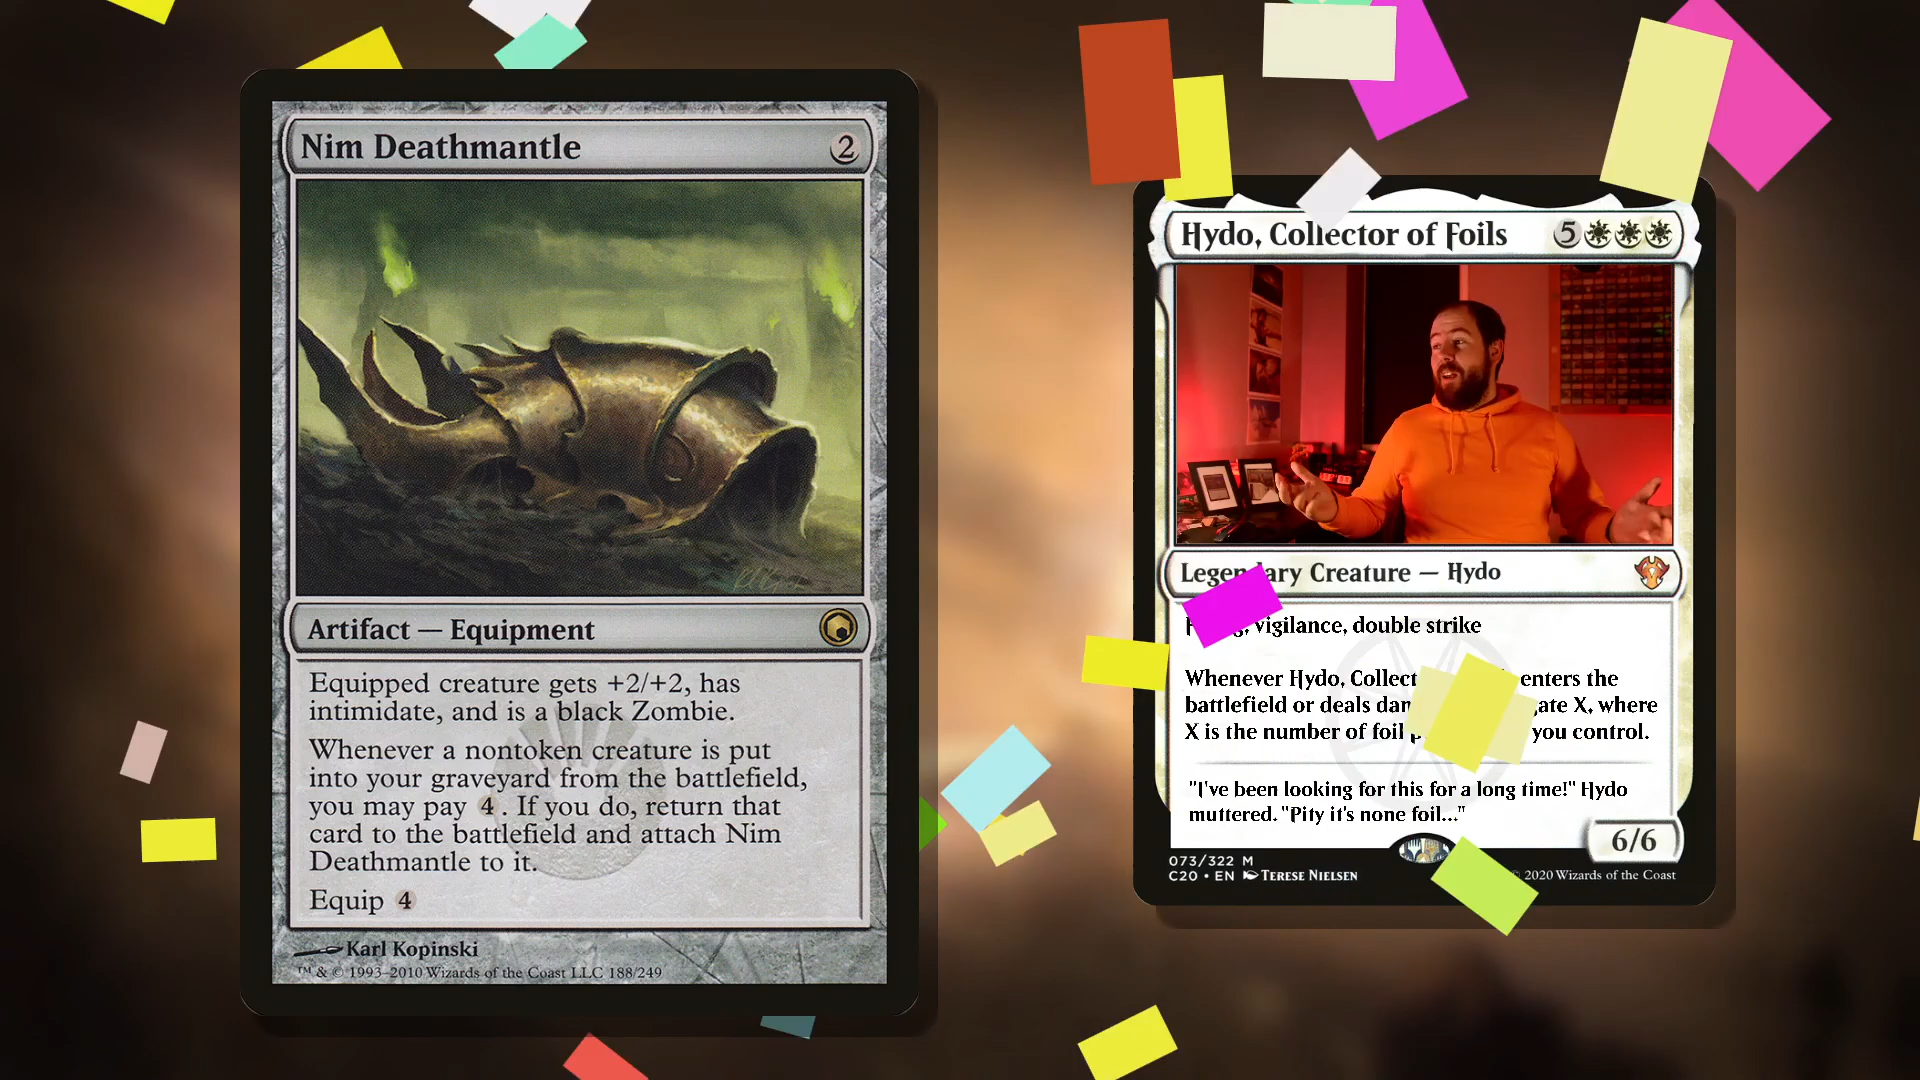 Nim Deathmantle 2
Artifact — Equipment
Equipped creature gets +2/+2, has
intimidate, and is a black Zombie.
Whenever a nontoken creature is put
into your graveyard from the battlefield,
you may pay 4. If you do, return that
card to the battlefield and attach Nim
Deathmantle to it.
Equip 4
Karl Kopinski
™ & © 1993–2010 Wizards of the Coast LLC 188/249
Hydo, Collector of Foils 5
Legendary Creature — Hydo
vigilance, double strike
Whenever Hydo, enters the
battlefield or deals X, where
X is the number of foil you control.
"I've been looking for this for a long time!" Hydo
muttered. "Pity it's none foil..."
6/6
073/322 M
C20 • EN Terese Nielsen
© 2020 Wizards of the Coast